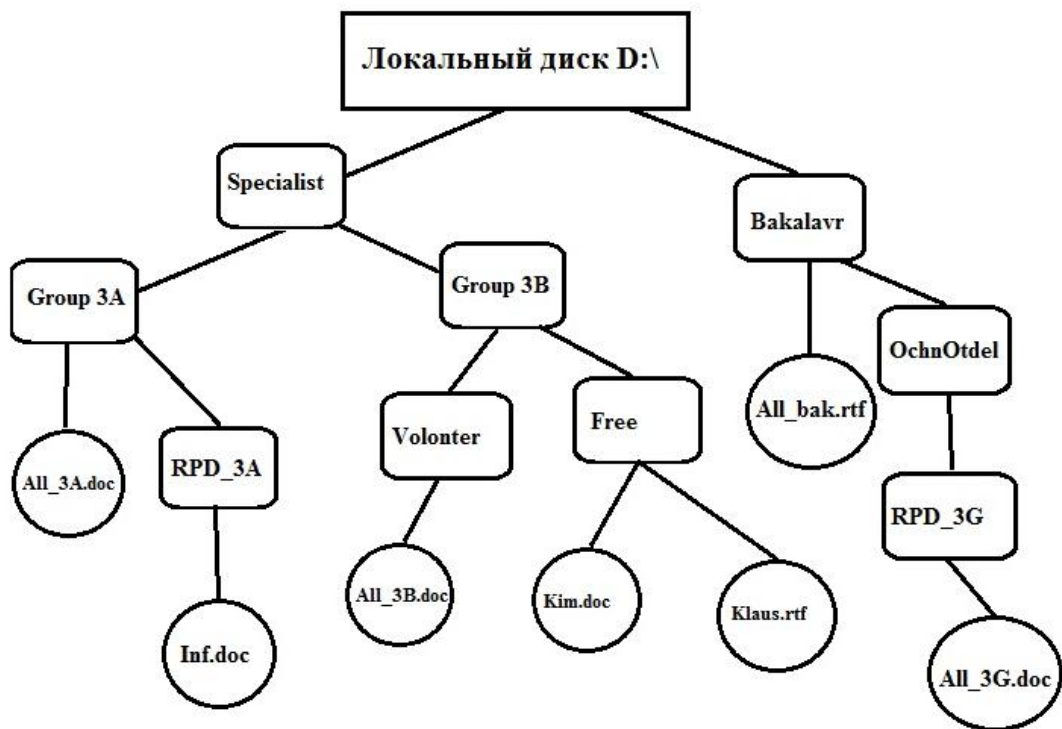 Локальный диск D:\
Specialist
Bakalavr
Group 3A
Group 3B
OchnOtdel
All_bak.rtf
Volonter
Free
RPD_3A
All_3A.doc
RPD_3G
All_3B.doc
Kim.doc
Klaus.rtf
Inf.doc
All_3G.doc